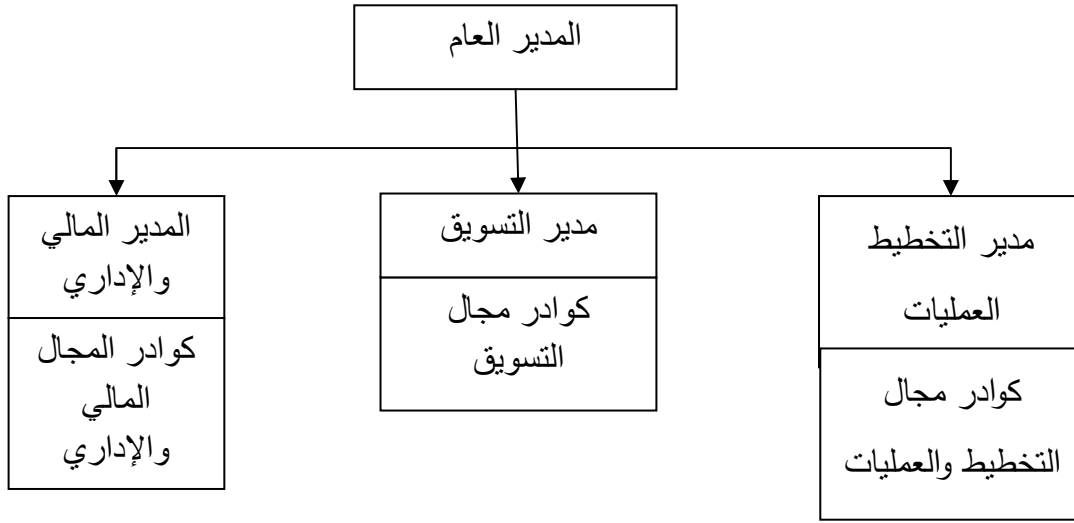 المدير العام
مدير التخطيط
العمليات
كوادر مجال
التخطيط والعمليات
مدير التسويق
كوادر مجال
التسويق
المدير المالي
والإداري
كوادر المجال
المالي
والإداري